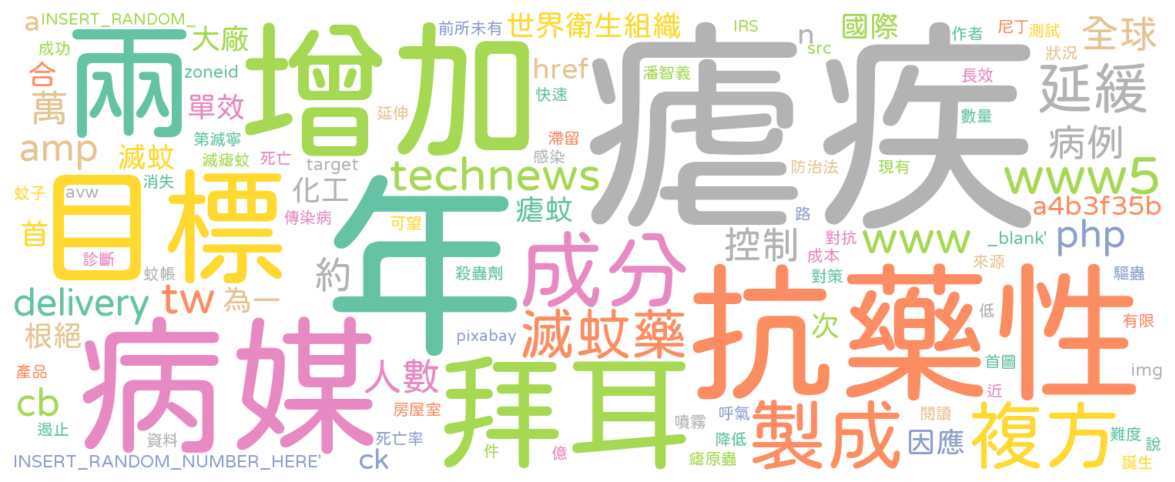 a
INSERT_RANDOM_
成功
合
萬
amp
兩
大廠
zoneid
單效
第滅寧
滅蚊
滅瘧蚊
死亡
增加
前所未有
世界衛生組織
href
快速
延伸
滯留
感染
target
technews
IRS
n
src
潘智義
國際
作者
尼丁
測試
狀況
全球
長效
延緩
數量
病例
瘧疾
防治法
現有
www5
a4b3f35b
蚊子
avw
消失
目標
首
診斷
蚊帳
化工
傳染病
年
可望
瘧蚊
殺蟲劑
成分
約
路
控制
對抗
成本
www
_blank'
php
來源
對策
驅蟲
delivery
tw
為一
根絕
pixabay
滅蚊藥
次
抗藥性
低
有限
首圖
近
img
病媒
人數
產品
cb
遏止
資料
房屋室
死亡率
拜耳
件
億
噴霧
呼氣
降低
瘧原蟲
製成
閱讀
因應
複方
難度
說
誕生
INSERT_RANDOM_NUMBER_HERE'
ck